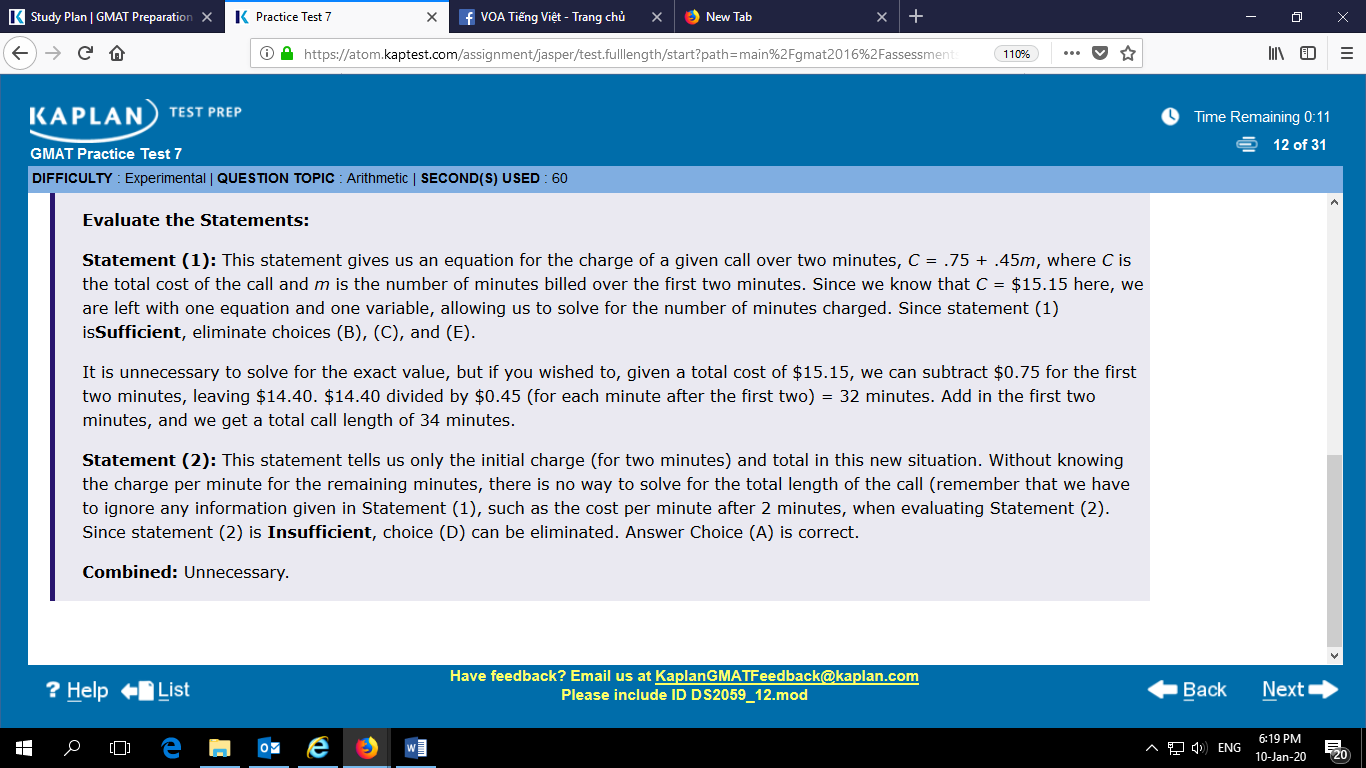 Study Plan | GMAT Preparation
Practice Test 7
VOA Tiếng Việt - Trang chủ
New Tab
https://atom.kaptest.com/assignment/jasper/test.fulllength/start?path=main%2Fgmat2016%2Fassessment
110%
KAPLAN TEST PREP
Time Remaining 0:11
12 of 31
GMAT Practice Test 7
DIFFICULTY : Experimental | QUESTION TOPIC : Arithmetic | SECOND(S) USED : 60
Evaluate the Statements:
Statement (1): This statement gives us an equation for the charge of a given call over two minutes, C = .75 + .45m, where C is
the total cost of the call and m is the number of minutes billed over the first two minutes. Since we know that C = $15.15 here, we
are left with one equation and one variable, allowing us to solve for the number of minutes charged. Since statement (1)
isSufficient, eliminate choices (B), (C), and (E).
It is unnecessary to solve for the exact value, but if you wished to, given a total cost of $15.15, we can subtract $0.75 for the first
two minutes, leaving $14.40. $14.40 divided by $0.45 (for each minute after the first two) = 32 minutes. Add in the first two
minutes, and we get a total call length of 34 minutes.
Statement (2): This statement tells us only the initial charge (for two minutes) and total in this new situation. Without knowing
the charge per minute for the remaining minutes, there is no way to solve for the total length of the call (remember that we have
to ignore any information given in Statement (1), such as the cost per minute after 2 minutes, when evaluating Statement (2).
Since statement (2) is Insufficient, choice (D) can be eliminated. Answer Choice (A) is correct.
Combined: Unnecessary.
Have feedback? Email us at KaplanGMATFeedback@kaplan.com
Please include ID DS2059_12.mod
? Help
List
Back
Next
ENG
6:19 PM
10-Jan-20
20